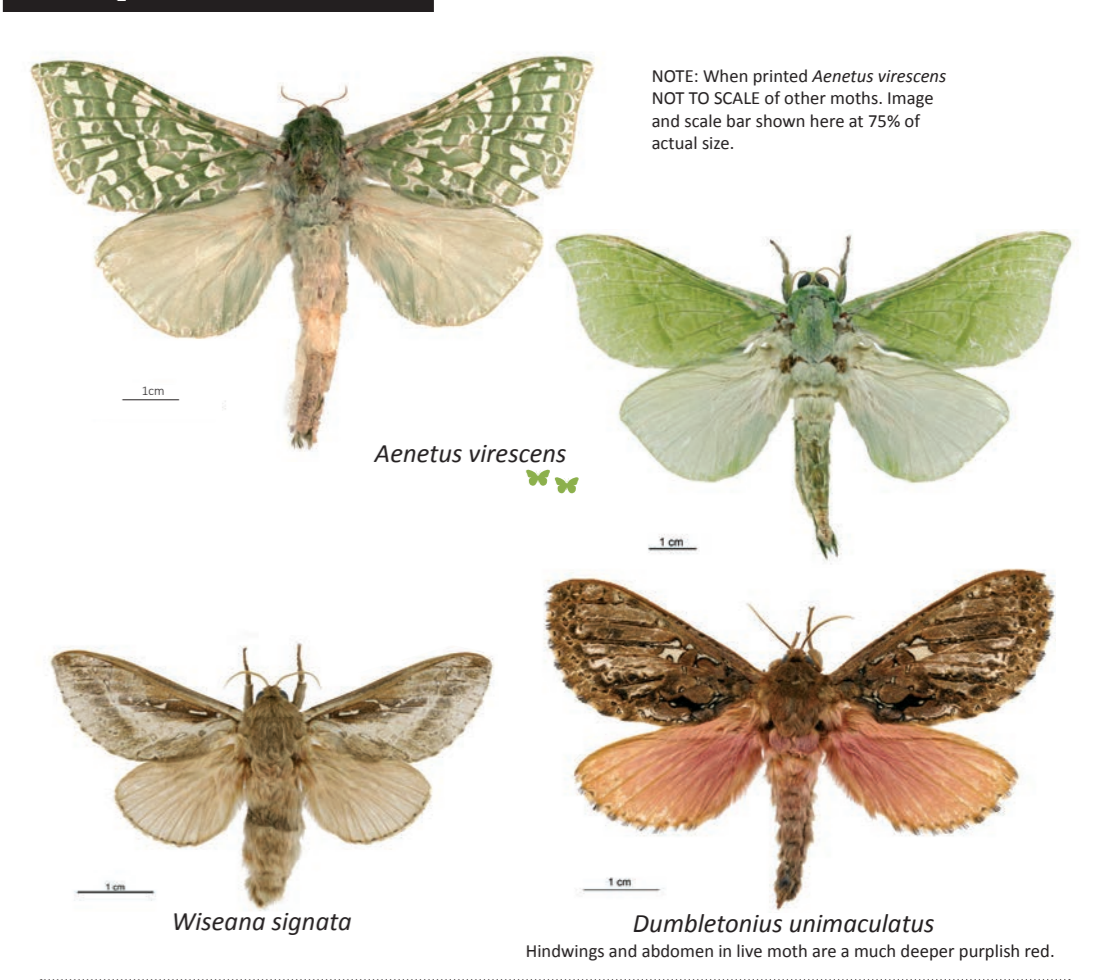 NOTE: When printed Aenetus virescens
NOT TO SCALE of other moths. Image
and scale bar shown here at 75% of
actual size.
1cm
Aenetus virescens
1 cm
1 cm
Wiseana signata
1 cm
Dumbletonius unimaculatus
Hindwings and abdomen in live moth are a much deeper purplish red.